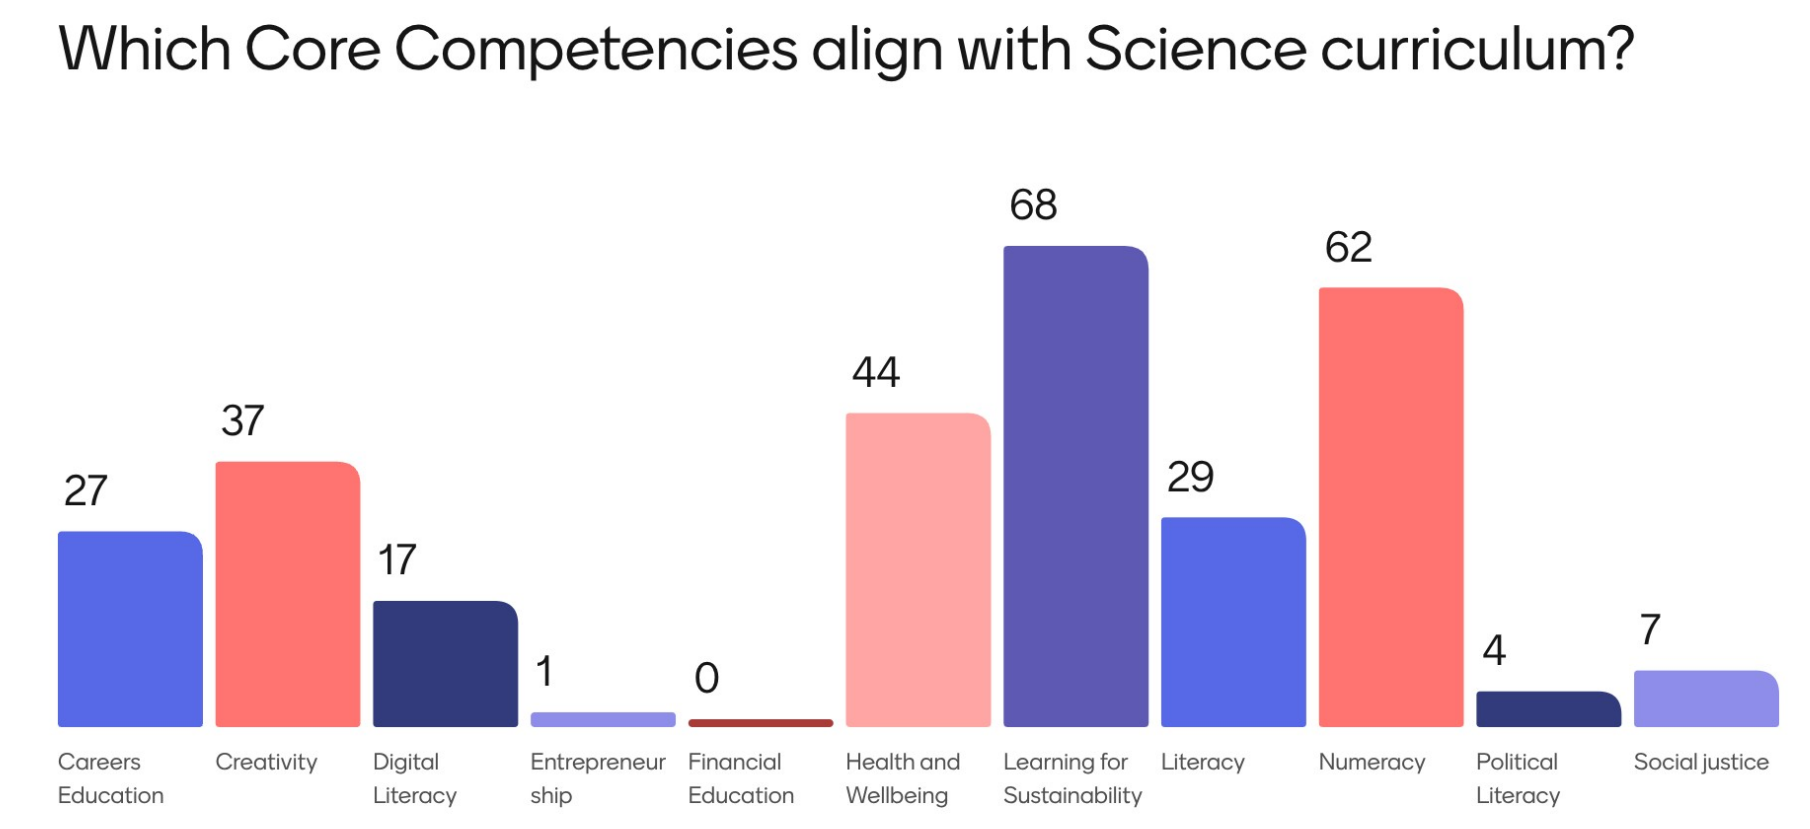 Which Core Competencies align with Science curriculum?
27
37
17
1
0
44
68
29
62
4
7
Careers
Education
Creativity
Digital
Literacy
Entrepreneur
ship
Financial
Education
Health and
Wellbeing
Learning for
Sustainability
Literacy
Numeracy
Political
Literacy
Social justice